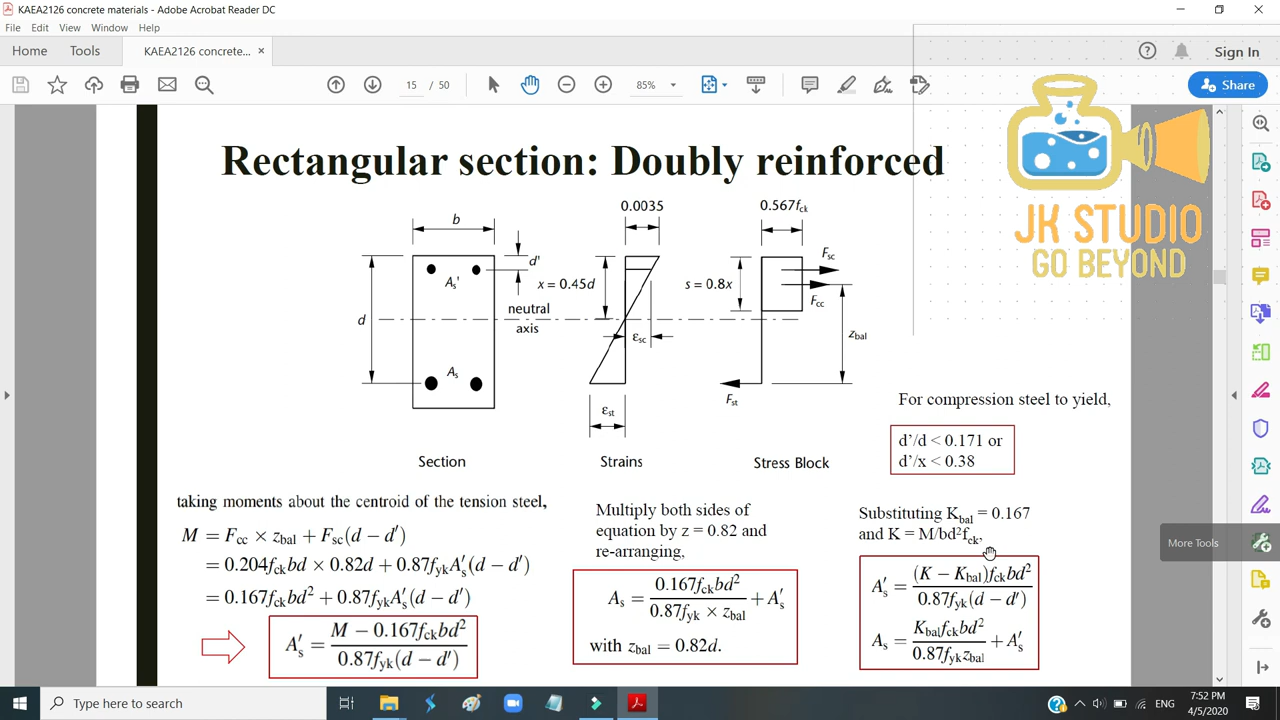 KAEA2126 concrete materials - Adobe Acrobat Reader DC
File Edit View Window Help
Home Tools KAEA2126 concrete... × Sign In
15 / 50 85% Share
Rectangular section: Doubly reinforced
JK STUDIO
GO BEYOND
b
d
d'
As'
neutral
axis
As
Section
0.0035
x = 0.45d
εsc
εst
Strains
0.567fck
s = 0.8x
Fsc
Fcc
zbal
Fst
Stress Block
For compression steel to yield,
d'/d < 0.171 or
d'/x < 0.38
taking moments about the centroid of the tension steel,
M = Fcc × zbal + Fsc(d − d')
= 0.204fckbd × 0.82d + 0.87fykA's(d − d')
= 0.167fckbd² + 0.87fykA's(d − d')
A's = M − 0.167fckbd² / 0.87fyk(d − d')
Multiply both sides of
equation by z = 0.82 and
re-arranging,
As = 0.167fckbd² / 0.87fyk × zbal + A's
with zbal = 0.82d.
Substituting Kbal = 0.167
and K = M/bd²fck,
A's = (K − Kbal)fckbd² / 0.87fyk(d − d')
As = Kbalfckbd² / 0.87fykzbal + A's
More Tools
Type here to search
ENG
7:52 PM
4/5/2020